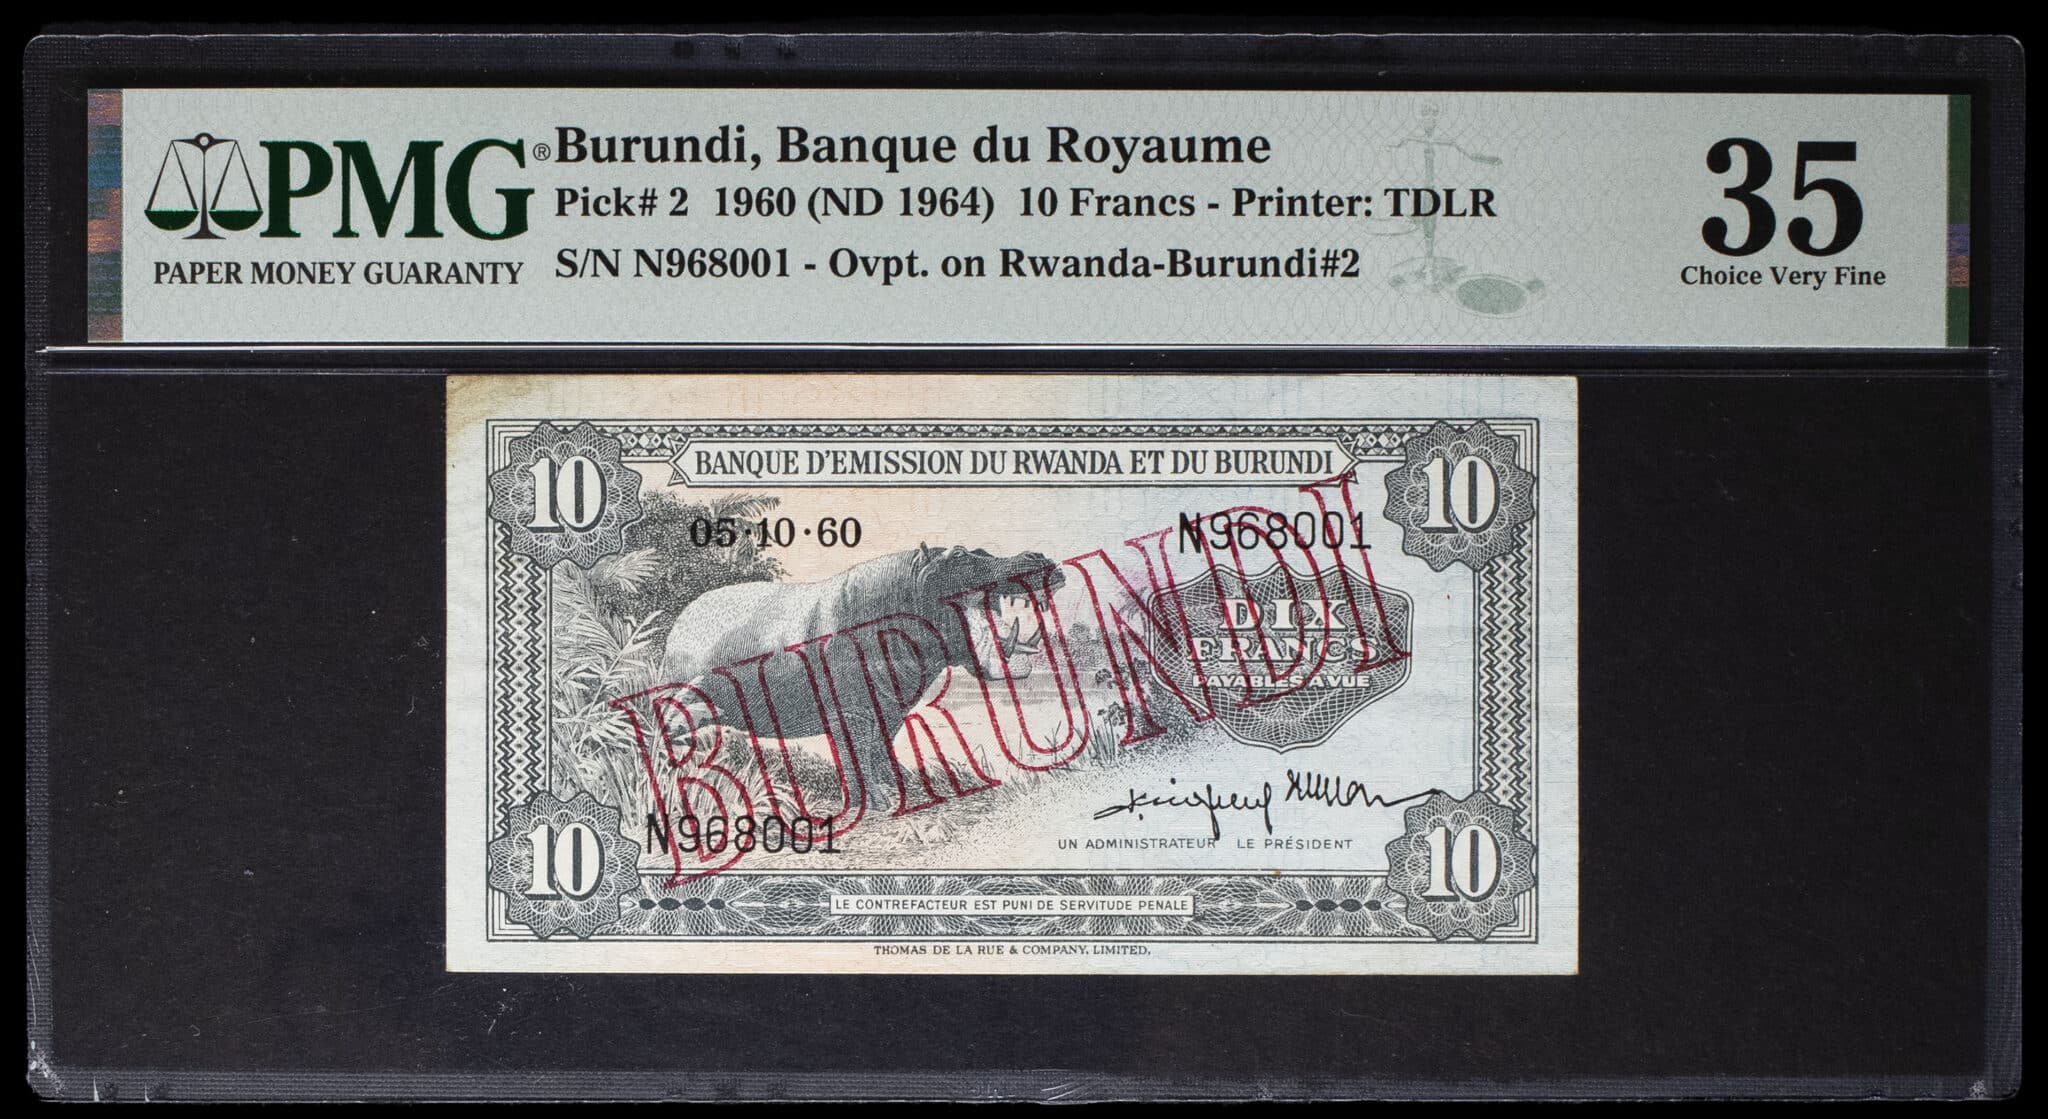 PMG®
PAPER MONEY GUARANTY
Burundi, Banque du Royaume
Pick# 2 1960 (ND 1964) 10 Francs - Printer: TDLR
S/N N968001 - Ovpt. on Rwanda-Burundi#2
35
Choice Very Fine
10
BANQUE D'EMISSION DU RWANDA ET DU BURUNDI
10
05·10·60
N968001
BURUNDI
DIX
FRANCS
PAYABLES A VUE
N968001
UN ADMINISTRATEUR LE PRÉSIDENT
10
LE CONTREFACTEUR EST PUNI DE SERVITUDE PENALE
10
THOMAS DE LA RUE & COMPANY, LIMITED,